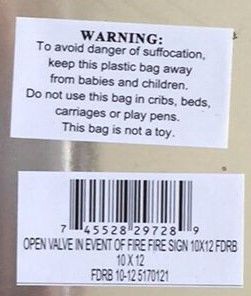 WARNING:
To avoid danger of suffocation,
keep this plastic bag away
from babies and children.
Do not use this bag in cribs, beds,
carriages or play pens.
This bag is not a toy.
7 45528 29728 9
OPEN VALVE IN EVENT OF FIRE FIRE SIGN 10X12 FDRB
10 X 12
FDRB 10-12 5170121